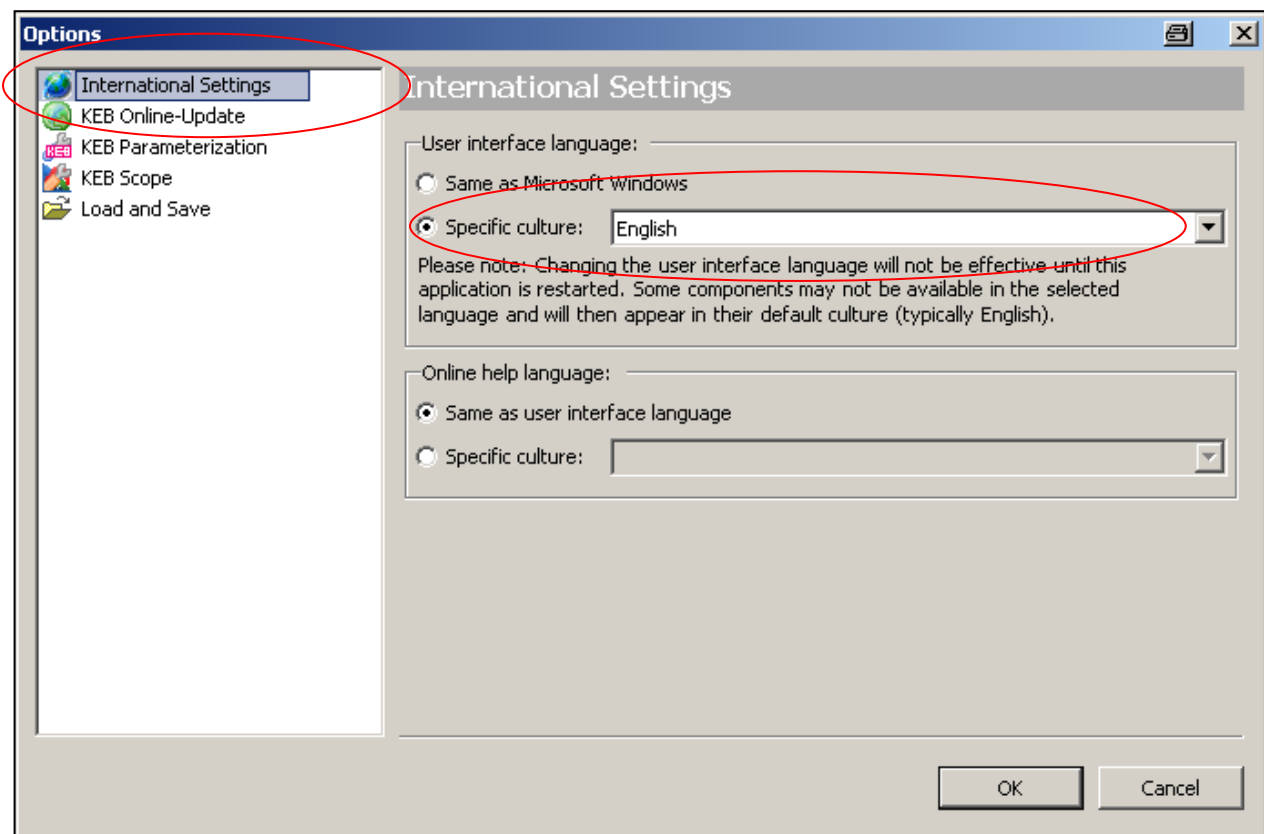 Options
International Settings
KEB Online-Update
KEB Parameterization
KEB Scope
Load and Save
International Settings
User interface language:
Same as Microsoft Windows
Specific culture: English
Please note: Changing the user interface language will not be effective until this
application is restarted. Some components may not be available in the selected
language and will then appear in their default culture (typically English).
Online help language:
Same as user interface language
Specific culture:
OK Cancel